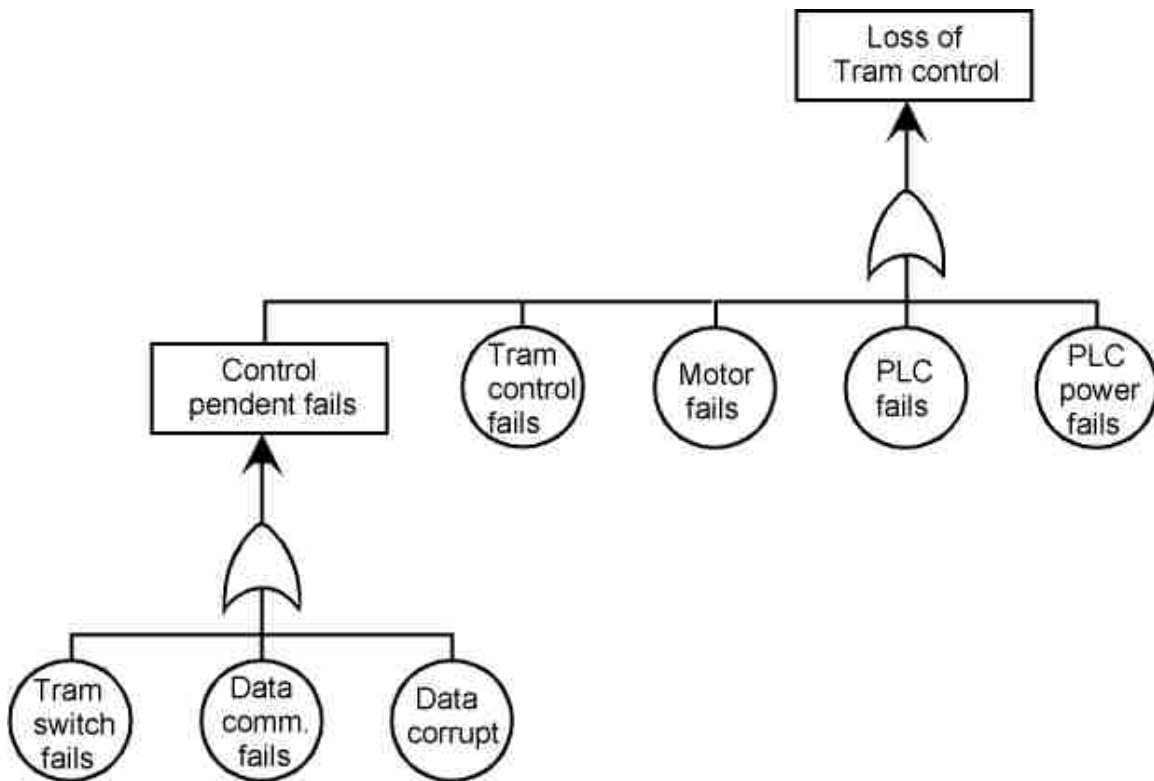 Loss of
Tram control
Control
pendent fails
Tram
control
fails
Motor
fails
PLC
fails
PLC
power
fails
Tram
switch
fails
Data
comm.
fails
Data
corrupt